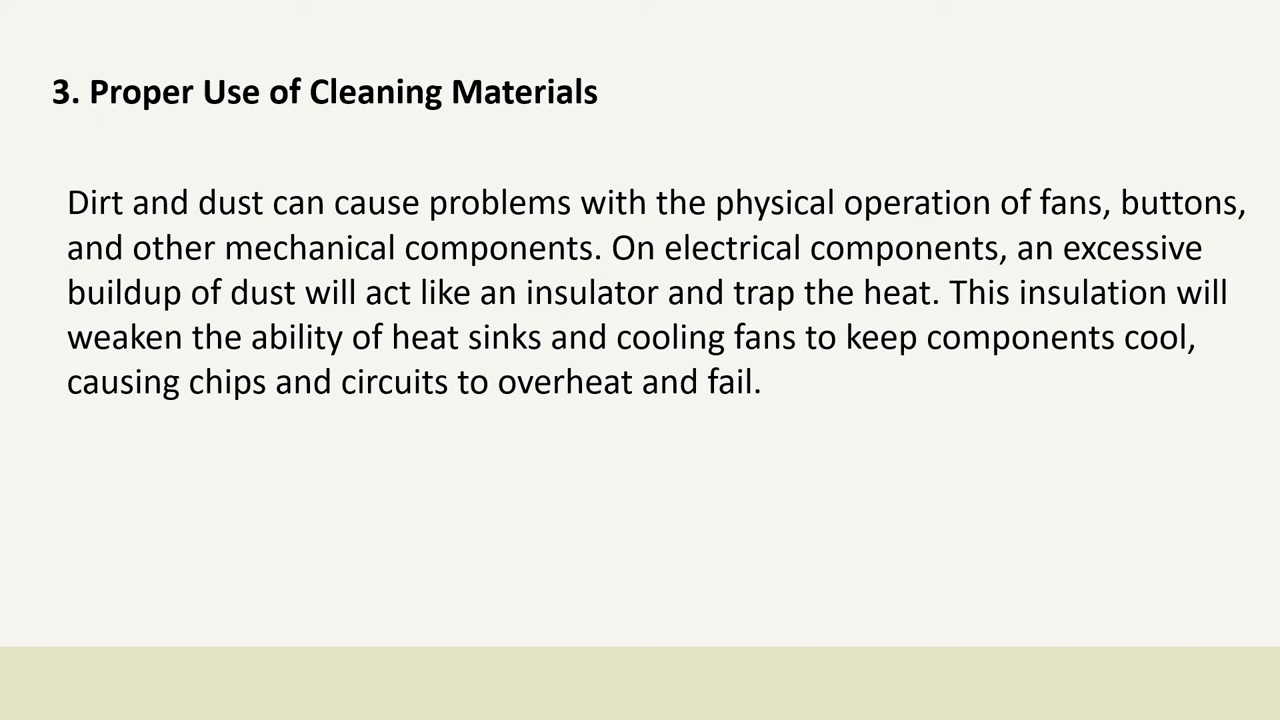 3. Proper Use of Cleaning Materials
Dirt and dust can cause problems with the physical operation of fans, buttons,
and other mechanical components. On electrical components, an excessive
buildup of dust will act like an insulator and trap the heat. This insulation will
weaken the ability of heat sinks and cooling fans to keep components cool,
causing chips and circuits to overheat and fail.